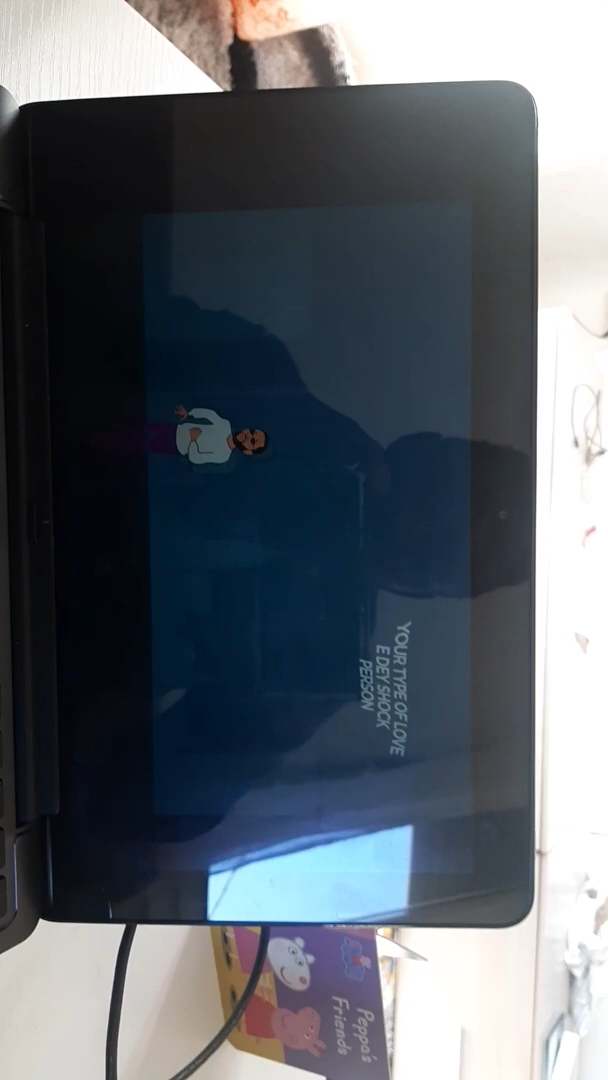 YOUR TYPE OF LOVE
E DEY SHOCK
PERSON
Peppa's
Friends